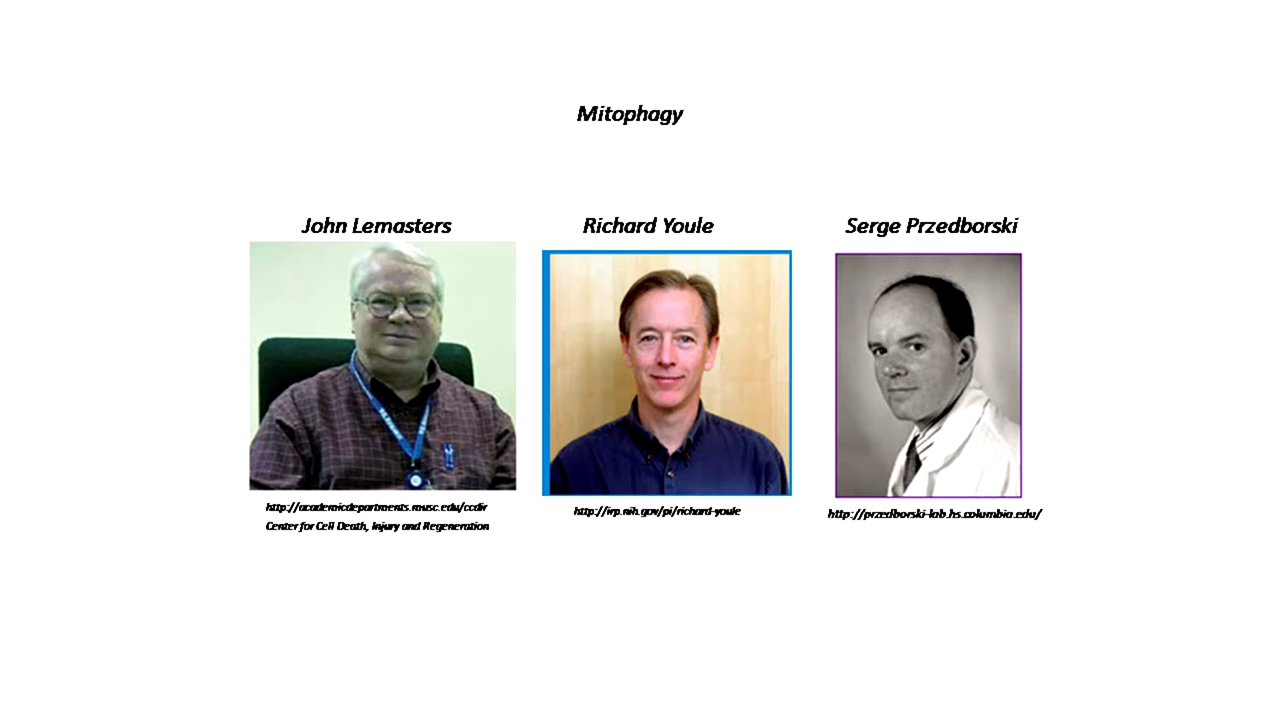 Mitophagy
John Lemasters
Richard Youle
Serge Przedborski
http://academicdepartments.musc.edu/ccdir
Center for Cell Death, Injury and Regeneration
http://irp.nih.gov/pi/richard-youle
http://przedborski-lab.hs.columbia.edu/